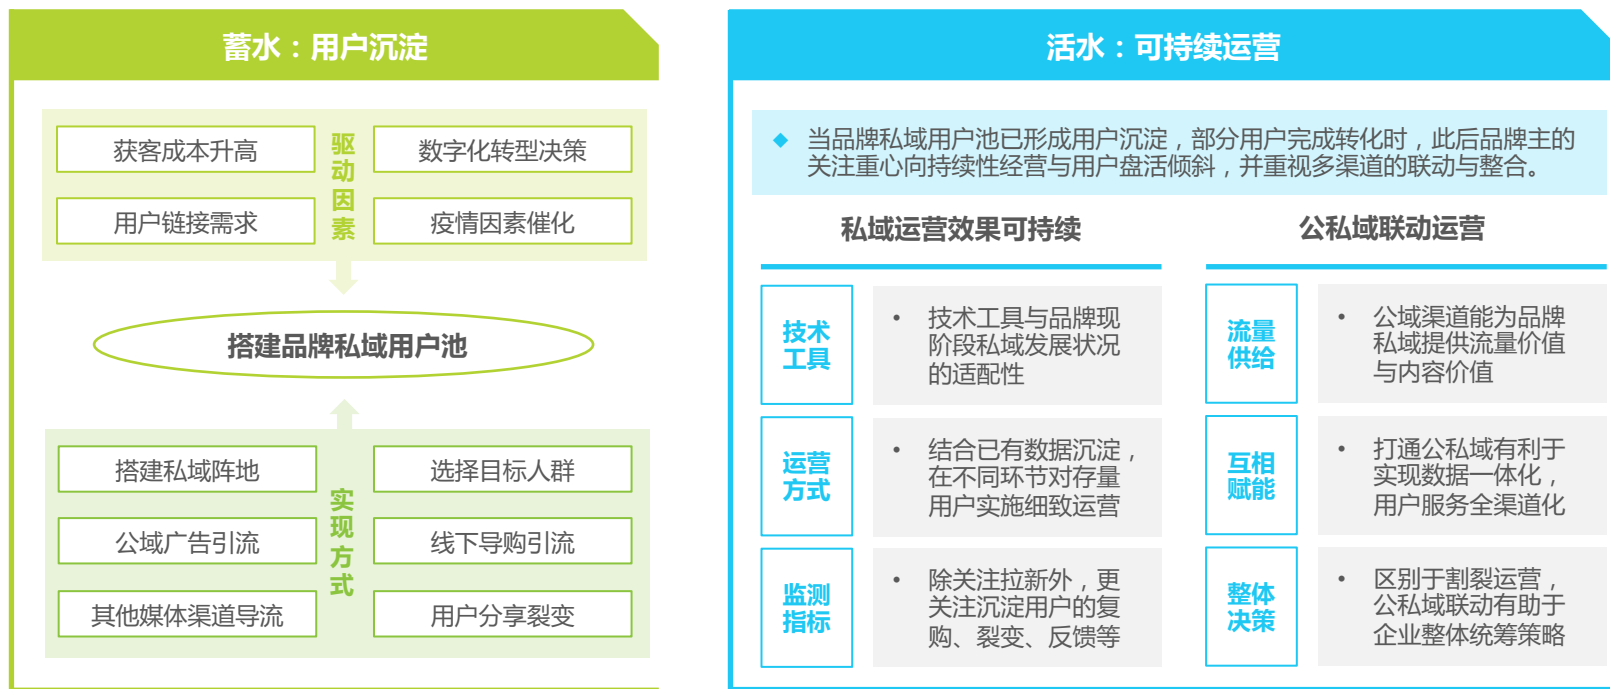 蓄水：用户沉淀
驱动因素
获客成本升高
数字化转型决策
用户链接需求
疫情因素催化
搭建品牌私域用户池
实现方式
搭建私域阵地
选择目标人群
公域广告引流
线下导购引流
其他媒体渠道导流
用户分享裂变
活水：可持续运营
◆ 当品牌私域用户池已形成用户沉淀，部分用户完成转化时，此后品牌主的
关注重心向持续性经营与用户盘活倾斜，并重视多渠道的联动与整合。
私域运营效果可持续
技术
工具
• 技术工具与品牌现
阶段私域发展状况
的适配性
运营
方式
• 结合已有数据沉淀，
在不同环节对存量
用户实施细致运营
监测
指标
• 除关注拉新外，更
关注沉淀用户的复
购、裂变、反馈等
公私域联动运营
流量
供给
• 公域渠道能为品牌
私域提供流量价值
与内容价值
互相
赋能
• 打通公私域有利于
实现数据一体化，
用户服务全渠道化
整体
决策
• 区别于割裂运营，
公私域联动有助于
企业整体统筹策略